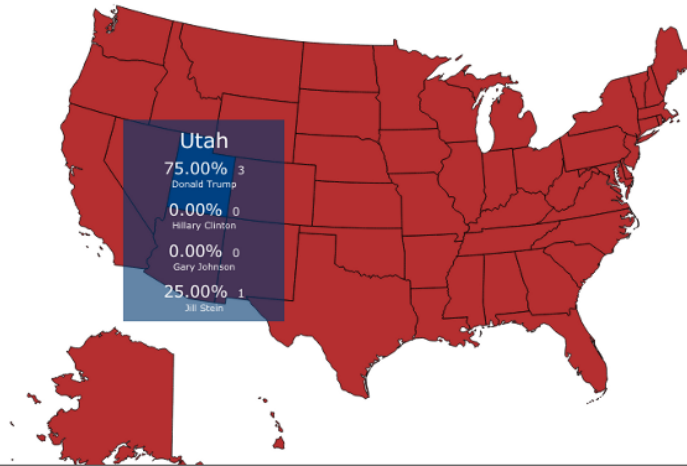 Utah
75.00% 3
Donald Trump
0.00% 0
Hillary Clinton
0.00% 0
Gary Johnson
25.00% 1
Jill Stein